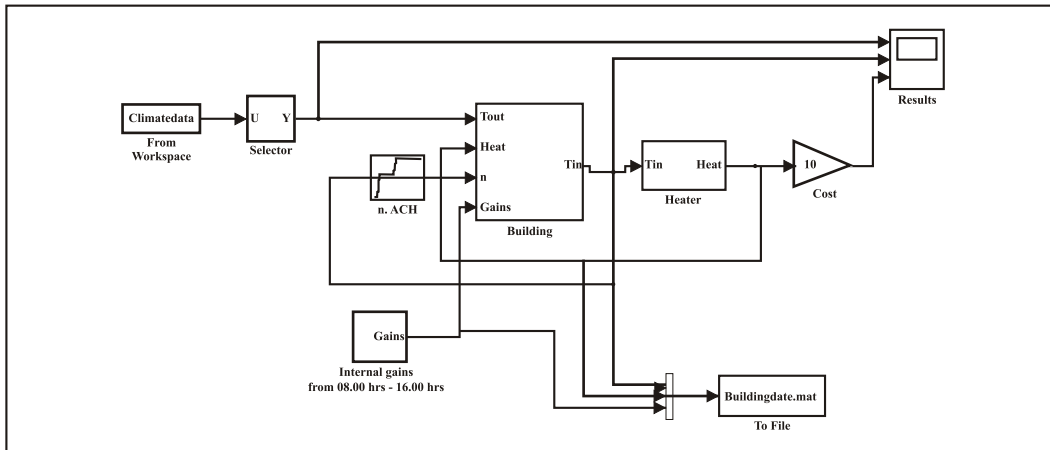 Results
Climatedata
From
Workspace
U Y
Selector
Tout
Heat
n
Gains
Tin
Building
n. ACH
Tin Heat
Heater
10
Cost
Gains
Internal gains
from 08.00 hrs - 16.00 hrs
Buildingdate.mat
To File